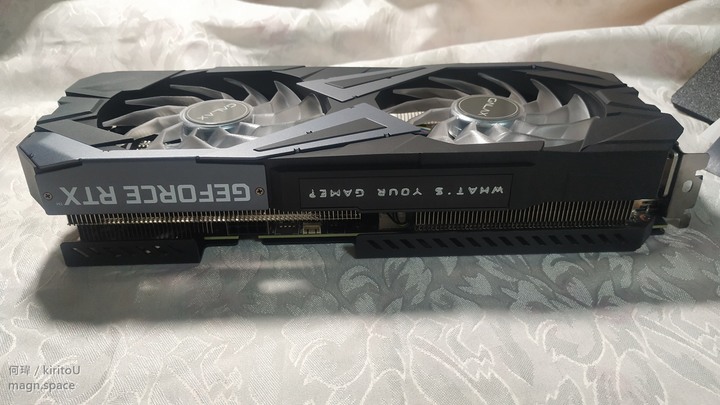 GALAX
GALAX
GEFORCE RTX
WHAT'S YOUR GAME?
何瑋 / kiritoU
magn.space